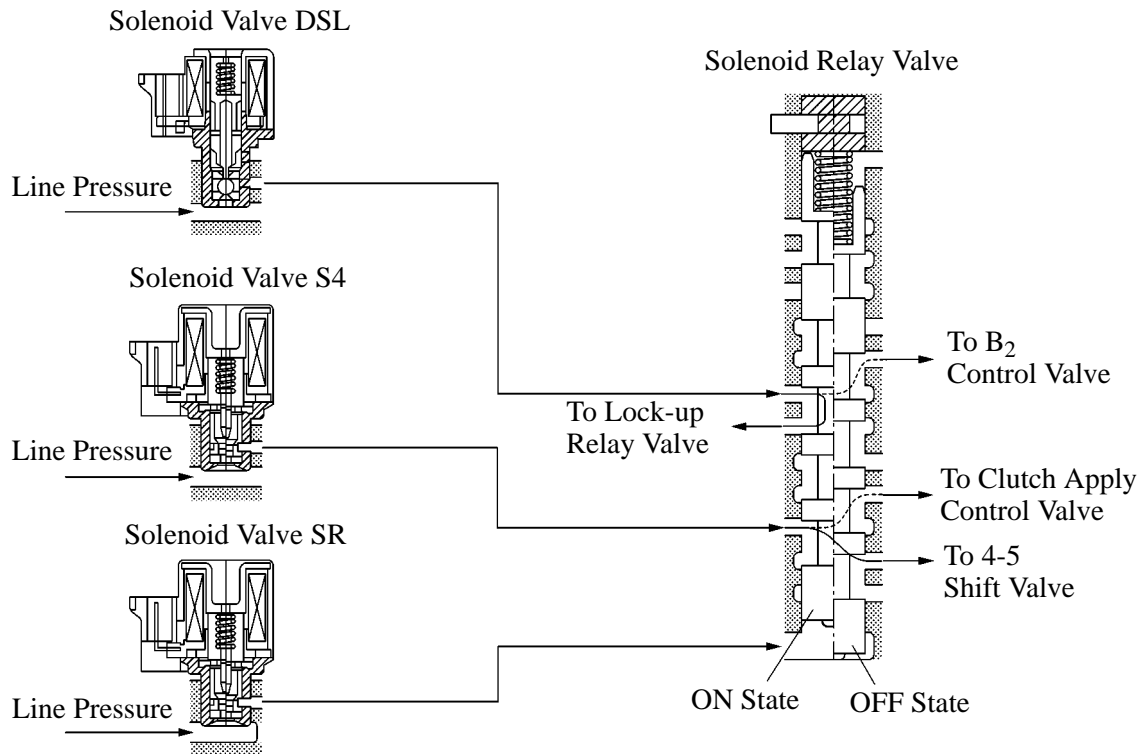 Solenoid Valve DSL
Line Pressure
Solenoid Valve S4
Line Pressure
Solenoid Valve SR
Line Pressure
Solenoid Relay Valve
To B2
Control Valve
To Lock-up
Relay Valve
To Clutch Apply
Control Valve
To 4-5
Shift Valve
ON State
OFF State